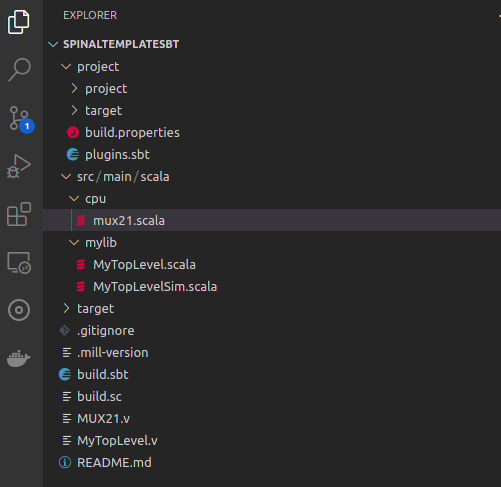 EXPLORER
SPINALTEMPLATESBT
project
project
target
build.properties
plugins.sbt
src/main/scala
cpu
mux21.scala
mylib
MyTopLevel.scala
MyTopLevelSim.scala
target
.gitignore
.mill-version
build.sbt
build.sc
MUX21.v
MyTopLevel.v
README.md
1